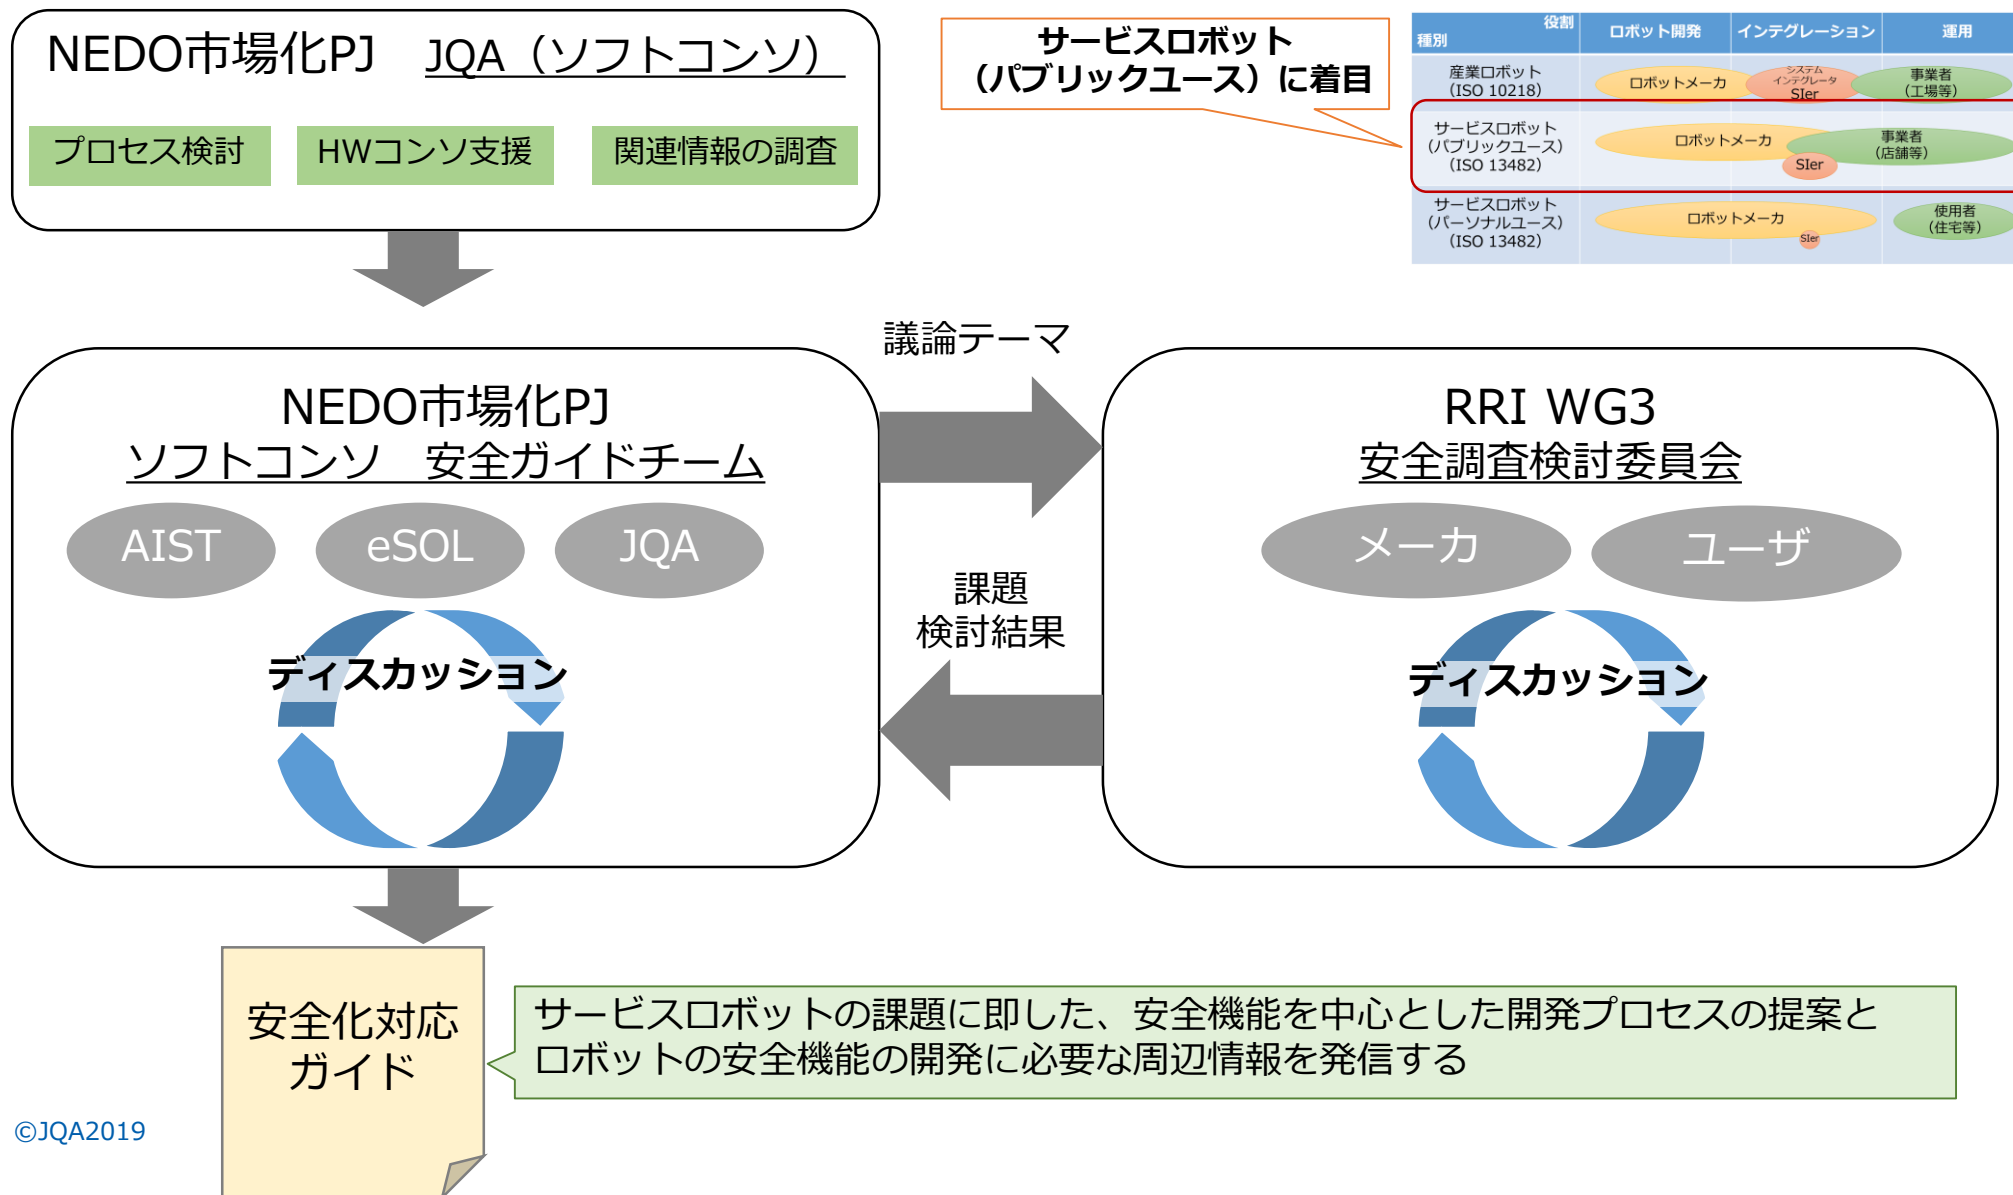 NEDO市場化PJ JQA（ソフトコンソ）
プロセス検討
HWコンソ支援
関連情報の調査
サービスロボット
（パブリックユース）に着目
役割
種別
ロボット開発
インテグレーション
運用
産業ロボット
（ISO 10218）
ロボットメーカ
システム
インテグレータ
SIer
事業者
（工場等）
サービスロボット
（パブリックユース）
（ISO 13482）
ロボットメーカ
SIer
事業者
（店舗等）
サービスロボット
（パーソナルユース）
（ISO 13482）
ロボットメーカ
SIer
使用者
（住宅等）
NEDO市場化PJ
ソフトコンソ　安全ガイドチーム
AIST
eSOL
JQA
ディスカッション
議論テーマ
課題
検討結果
RRI WG3
安全調査検討委員会
メーカ
ユーザ
ディスカッション
安全化対応
ガイド
サービスロボットの課題に即した、安全機能を中心とした開発プロセスの提案と
ロボットの安全機能の開発に必要な周辺情報を発信する
©JQA2019